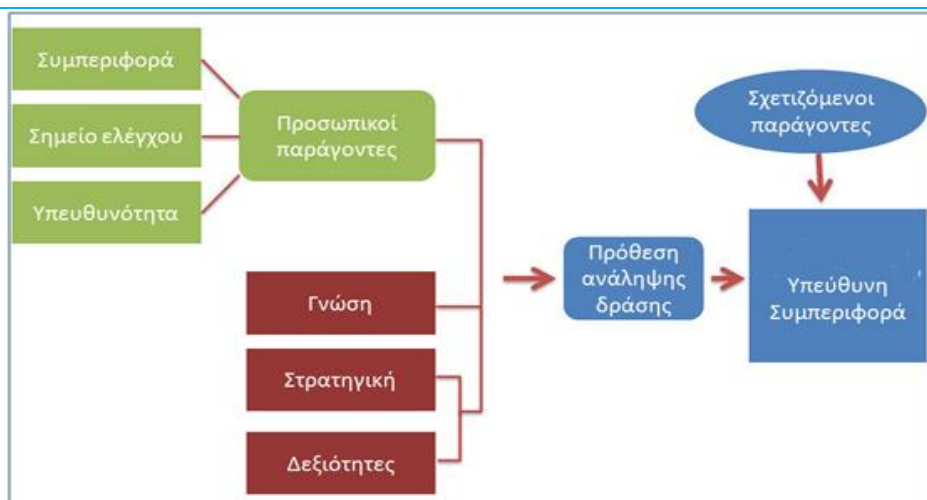 Συμπεριφορά
Σημείο ελέγχου
Υπευθυνότητα
Προσωπικοί
παράγοντες
Γνώση
Στρατηγική
Δεξιότητες
Πρόθεση
ανάληψης
δράσης
Σχετιζόμενοι
παράγοντες
Υπεύθυνη
Συμπεριφορά